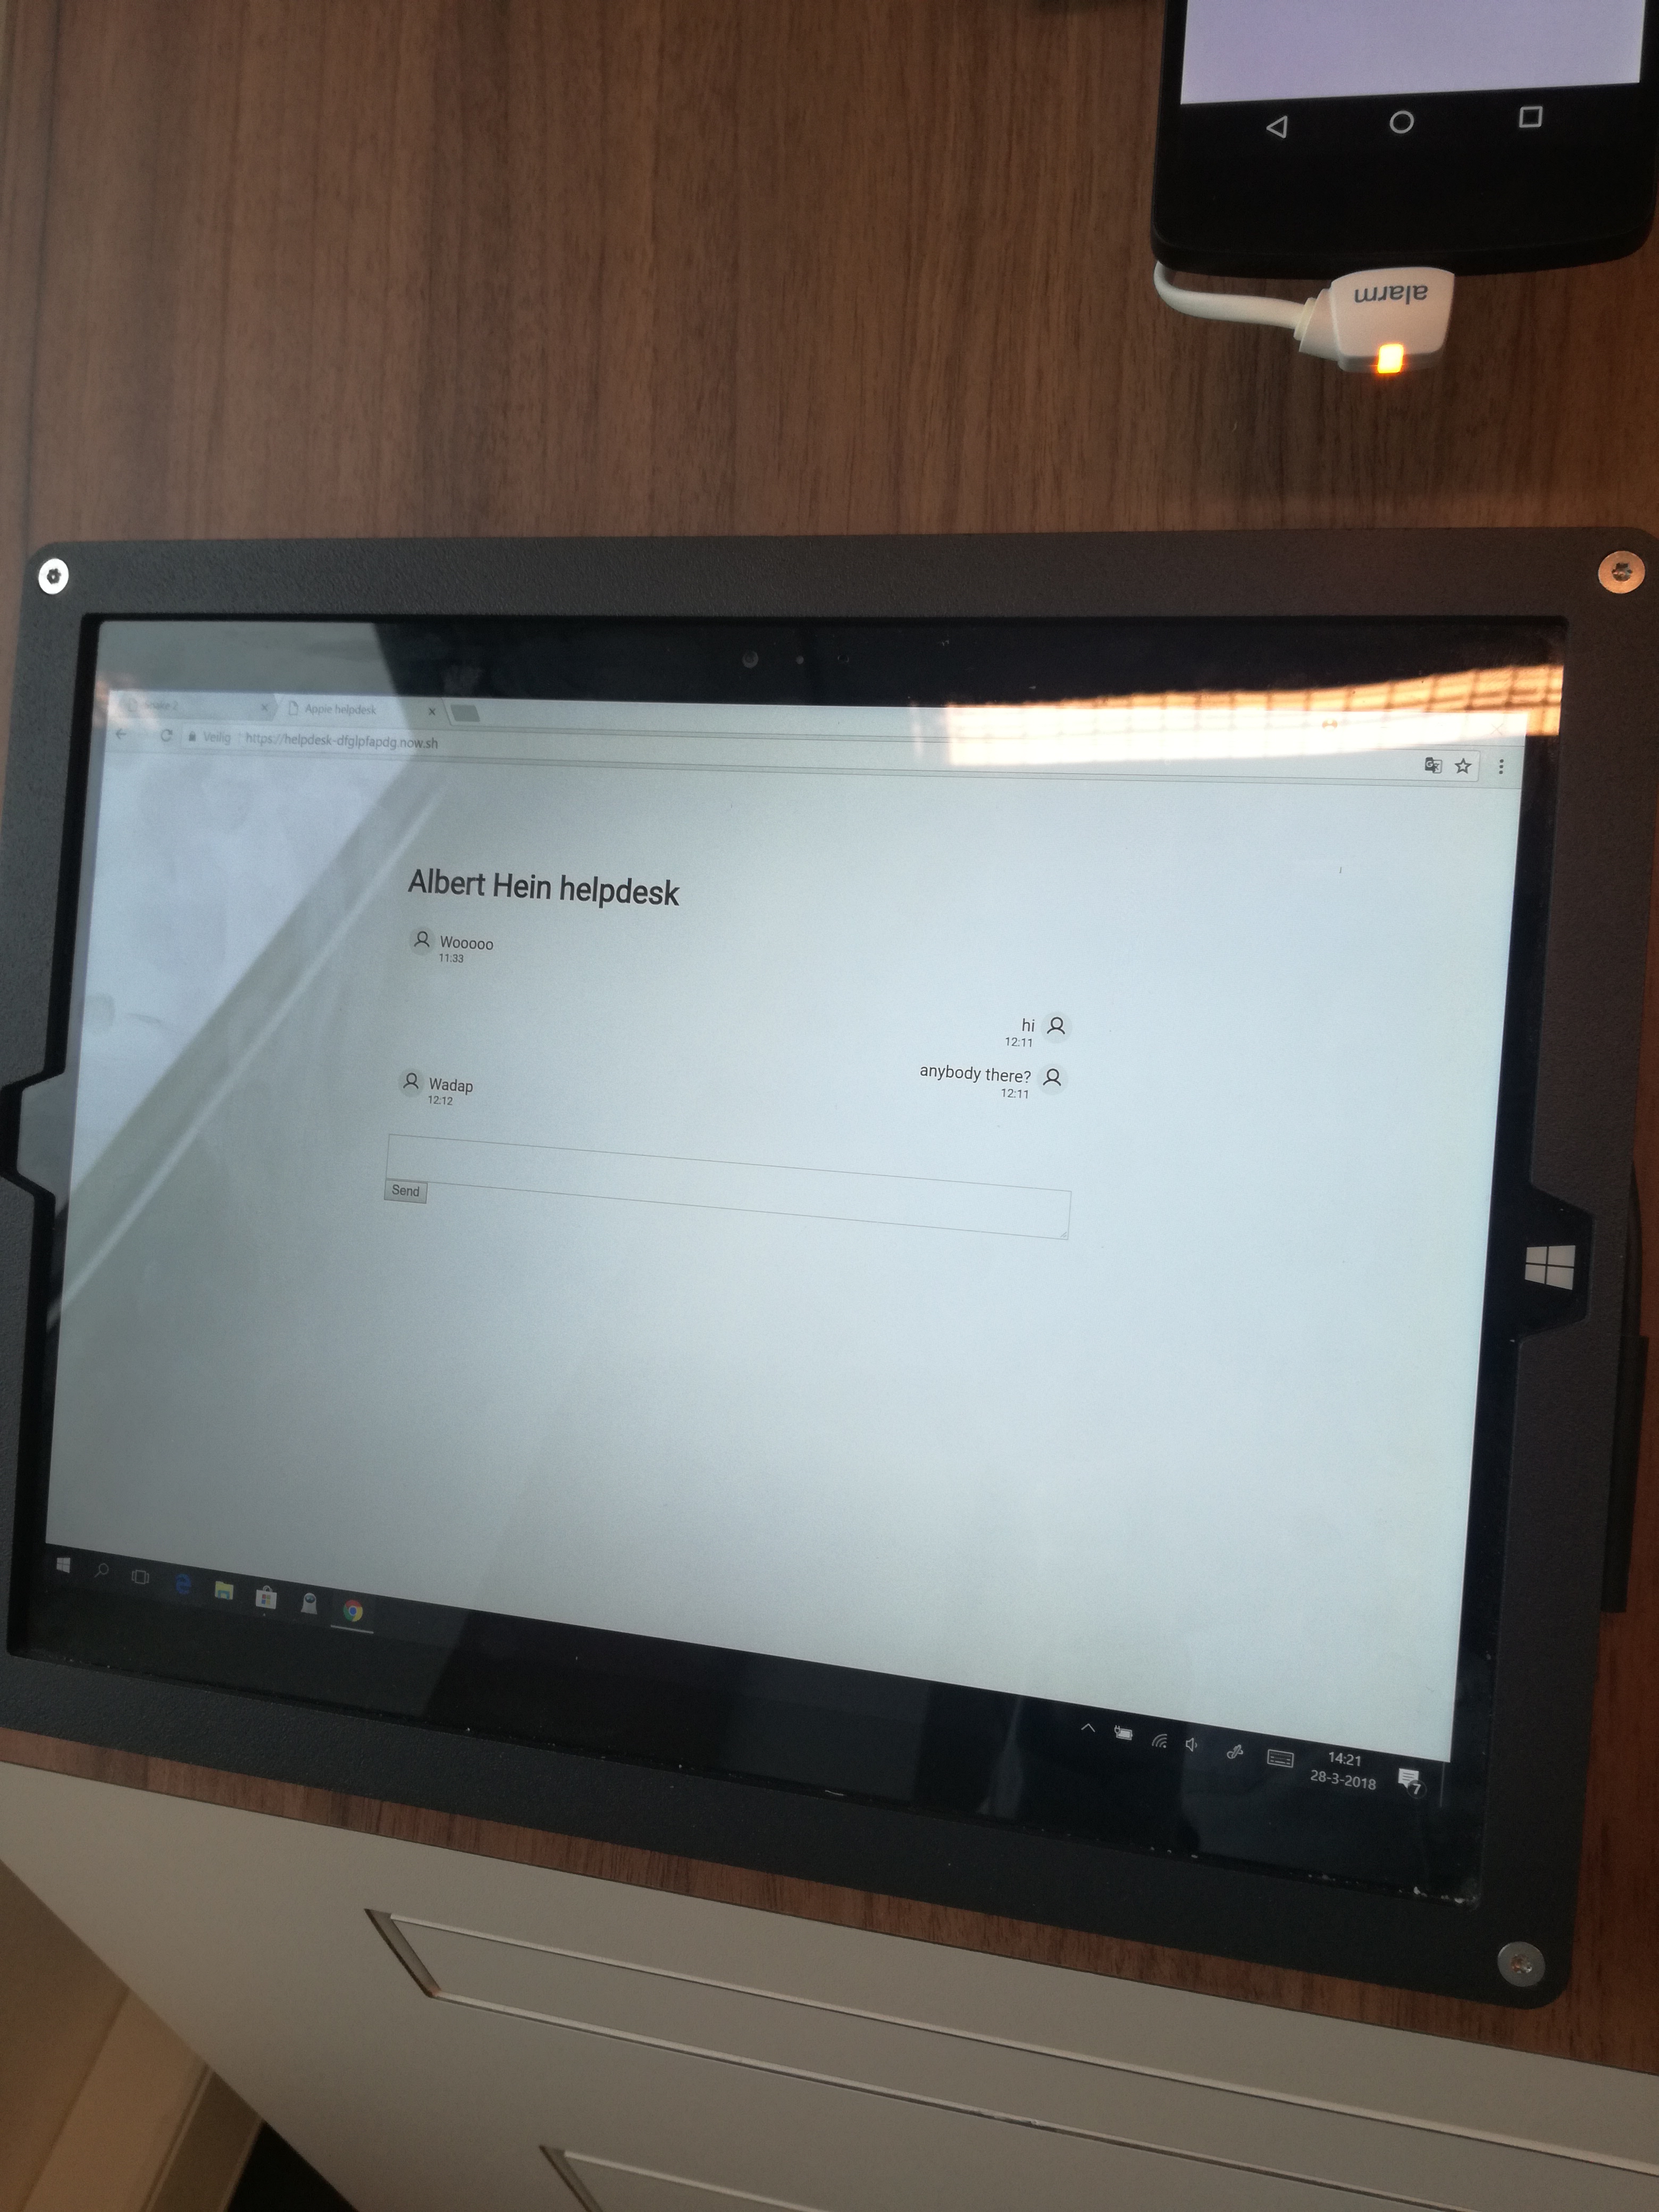 alarm
Appie helpdesk
Veilig
https://helpdesk-dfglpfapdg.now.sh
Albert Hein helpdesk
Wooooo
11:33
hi
12:11
anybody there?
12:11
Wadap
12:12
Send
14:21
28-3-2018
7